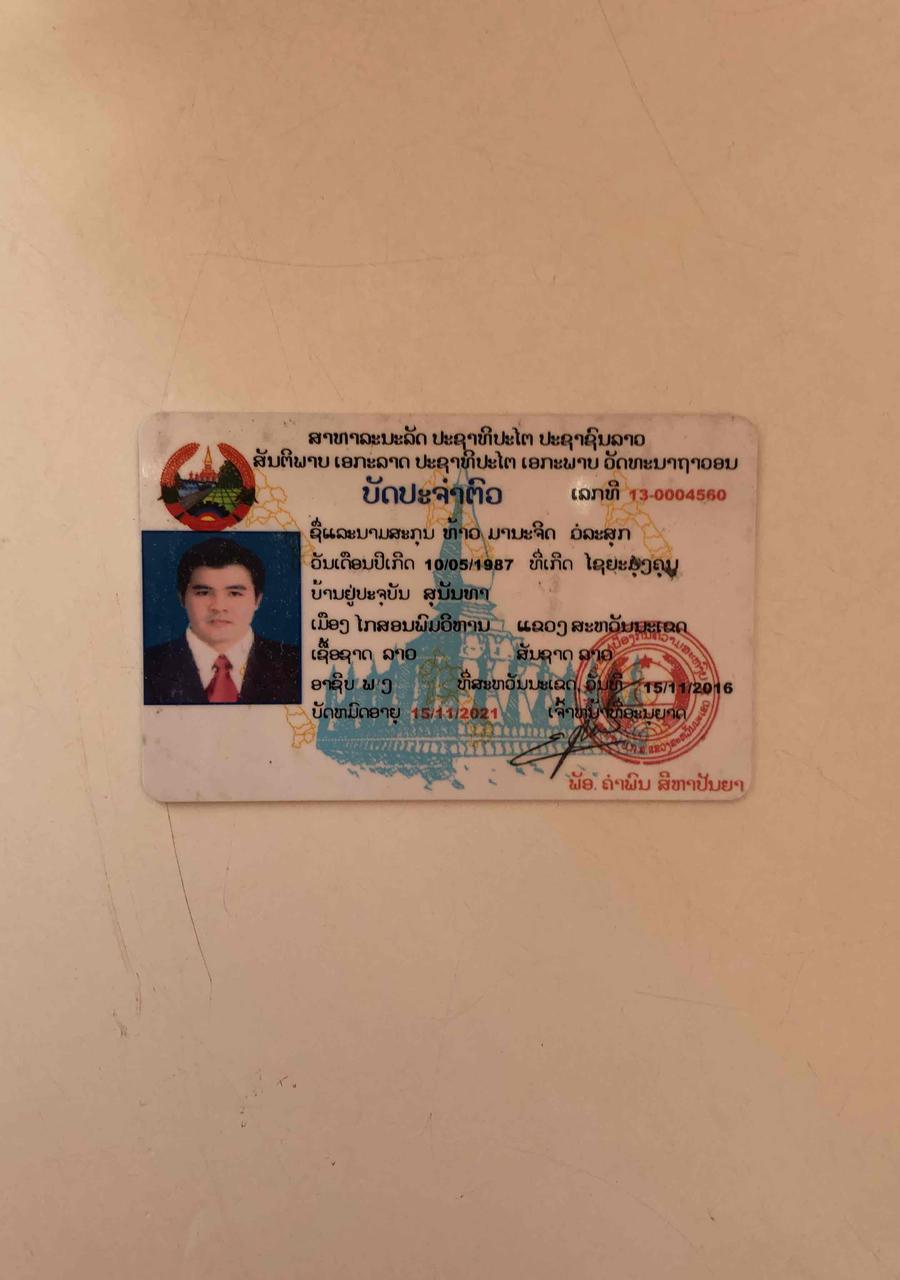 ສາທາລະນະລັດ ປະຊາທິປະໄຕ ປະຊາຊົນລາວ
ສັນຕິພາບ ເອກະລາດ ປະຊາທິປະໄຕ ເອກະພາບ ວັດທະນາຖາວອນ
ບັດປະຈຳຕົວ ເລກທີ 13-0004560
ຊື່ແລະນາມສະກຸນ ທ້າວ ມານະຈິດ ວໍລະສຸກ
ວັນເດືອນປີເກີດ 10/05/1987 ທີ່ເກີດ
ບ້ານຢູ່ປະຈຸບັນ ສຸນັນທາ
ເມືອງ ໄກສອນພົມວິຫານ ແຂວງ ສະຫວັນນະເຂດ
ເຊື້ອຊາດ ລາວ ສັນຊາດ ລາວ
ອາຊິບ ພ/ງ ທີ່ສະຫວັນນະເຂດ, ວັນທີ 15/11/2016
ບັດຫມົດອາຍຸ 15/11/2021 ເຈົ້າຫນ້າທີ່ອະນຸຍາດ
ພັອ. ຄຳພົນ ສີຫາປັນຍາ